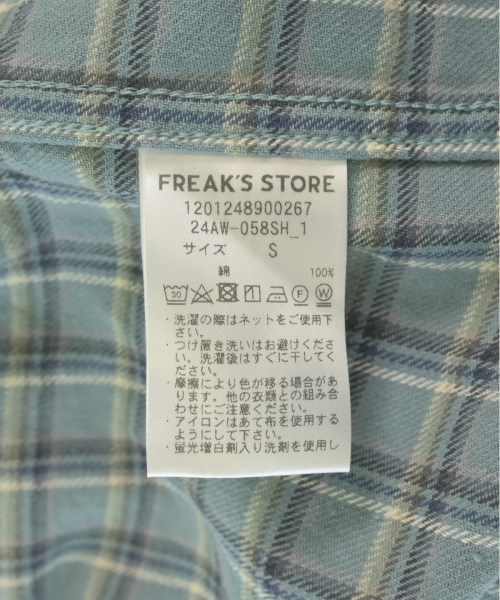 FREAK'S STORE
1201248900267
24AW-058SH_1
サイズ S
綿 100%
30 F W
・洗濯の際はネットをご使用下
さい。
・つけ置き洗いはお避けくださ
い。洗濯後はすぐに干してく
ださい。
・摩擦により色が移る場合があ
ります。他の衣類との組み合
わせにご注意ください。
・アイロンはあて布を使用する
ようにして下さい。
・蛍光増白剤入り洗剤を使用し